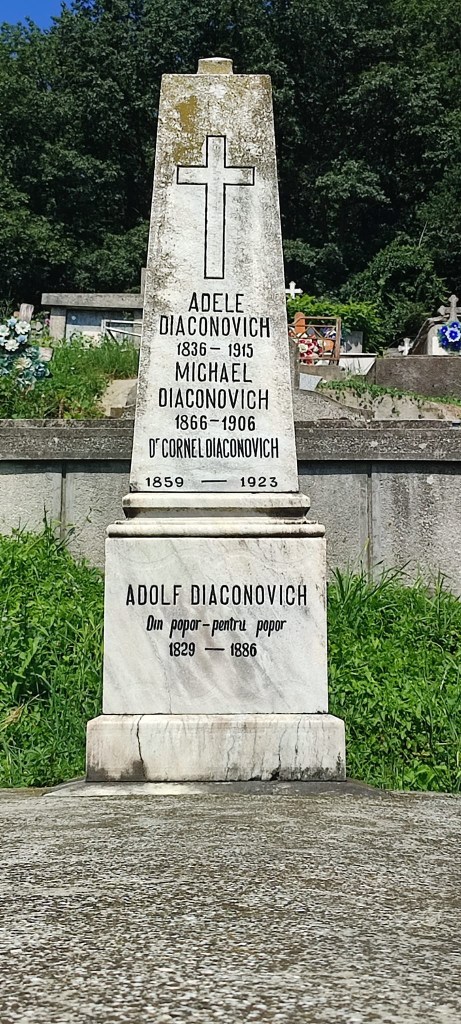 ADELE
DIACONOVICH
1836 – 1915
MICHAEL
DIACONOVICH
1866 – 1906
Dr CORNEL DIACONOVICH
1859 — 1923
ADOLF DIACONOVICH
Din popor – pentru popor
1829 — 1886